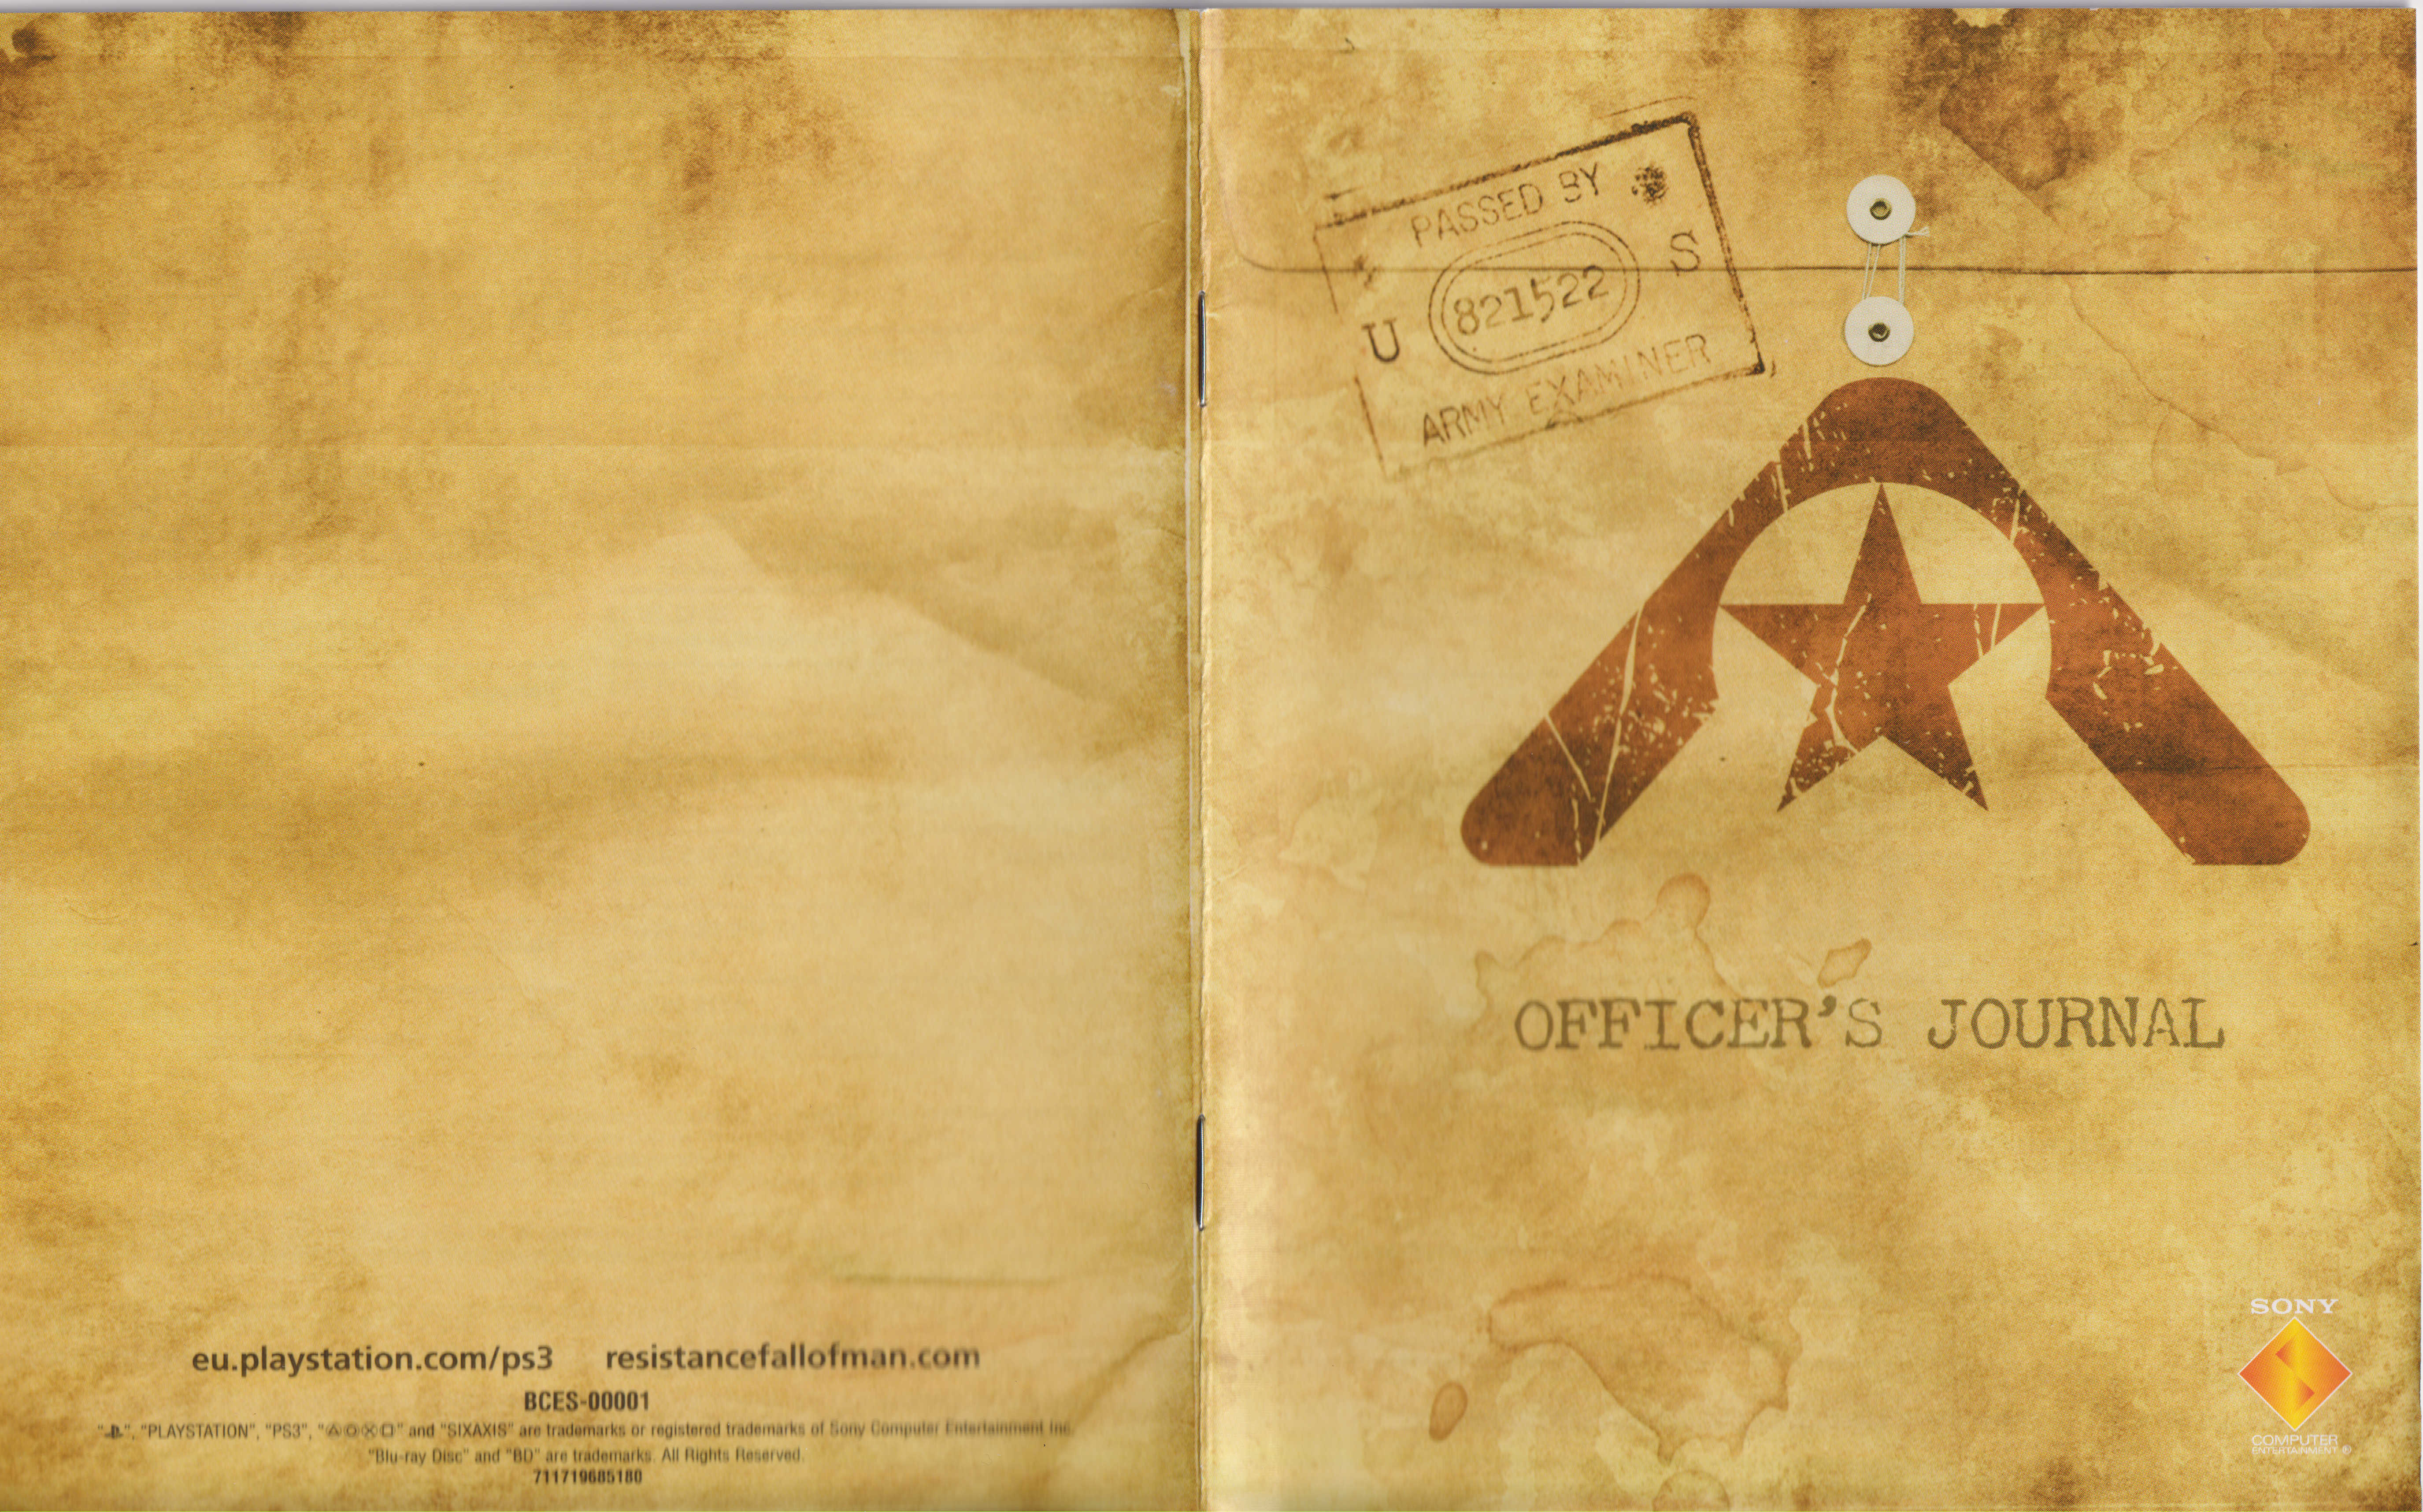 eu.playstation.com/ps3 resistancefallofman.com
BCES-00001
"", "PLAYSTATION", "PS3", "△○✕□" and "SIXAXIS" are trademarks or registered trademarks of Sony Computer Entertainment Inc.
"Blu-ray Disc" and "BD" are trademarks. All Rights Reserved.
711719685180
PASSED BY
U 821522 S
ARMY EXAMINER
OFFICER'S JOURNAL
SONY
COMPUTER
ENTERTAINMENT ®